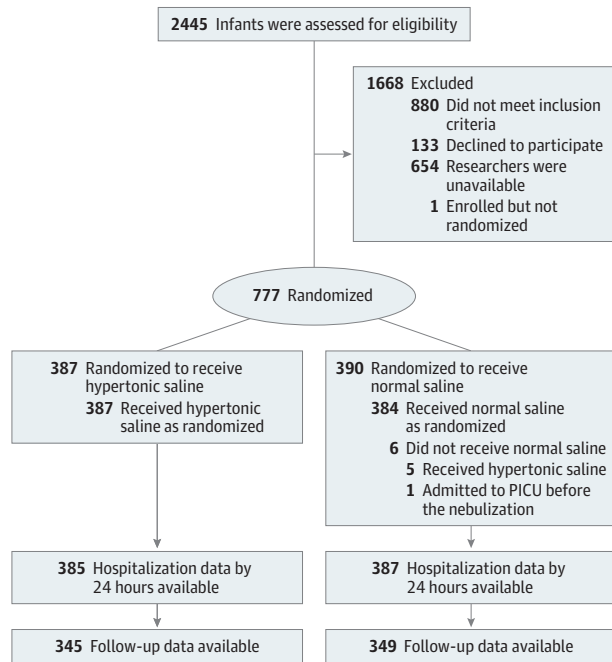 2445 Infants were assessed for eligibility
1668 Excluded
880 Did not meet inclusion
criteria
133 Declined to participate
654 Researchers were
unavailable
1 Enrolled but not
randomized
777 Randomized
387 Randomized to receive
hypertonic saline
387 Received hypertonic
saline as randomized
390 Randomized to receive
normal saline
384 Received normal saline
as randomized
6 Did not receive normal saline
5 Received hypertonic saline
1 Admitted to PICU before
the nebulization
385 Hospitalization data by
24 hours available
387 Hospitalization data by
24 hours available
345 Follow-up data available
349 Follow-up data available